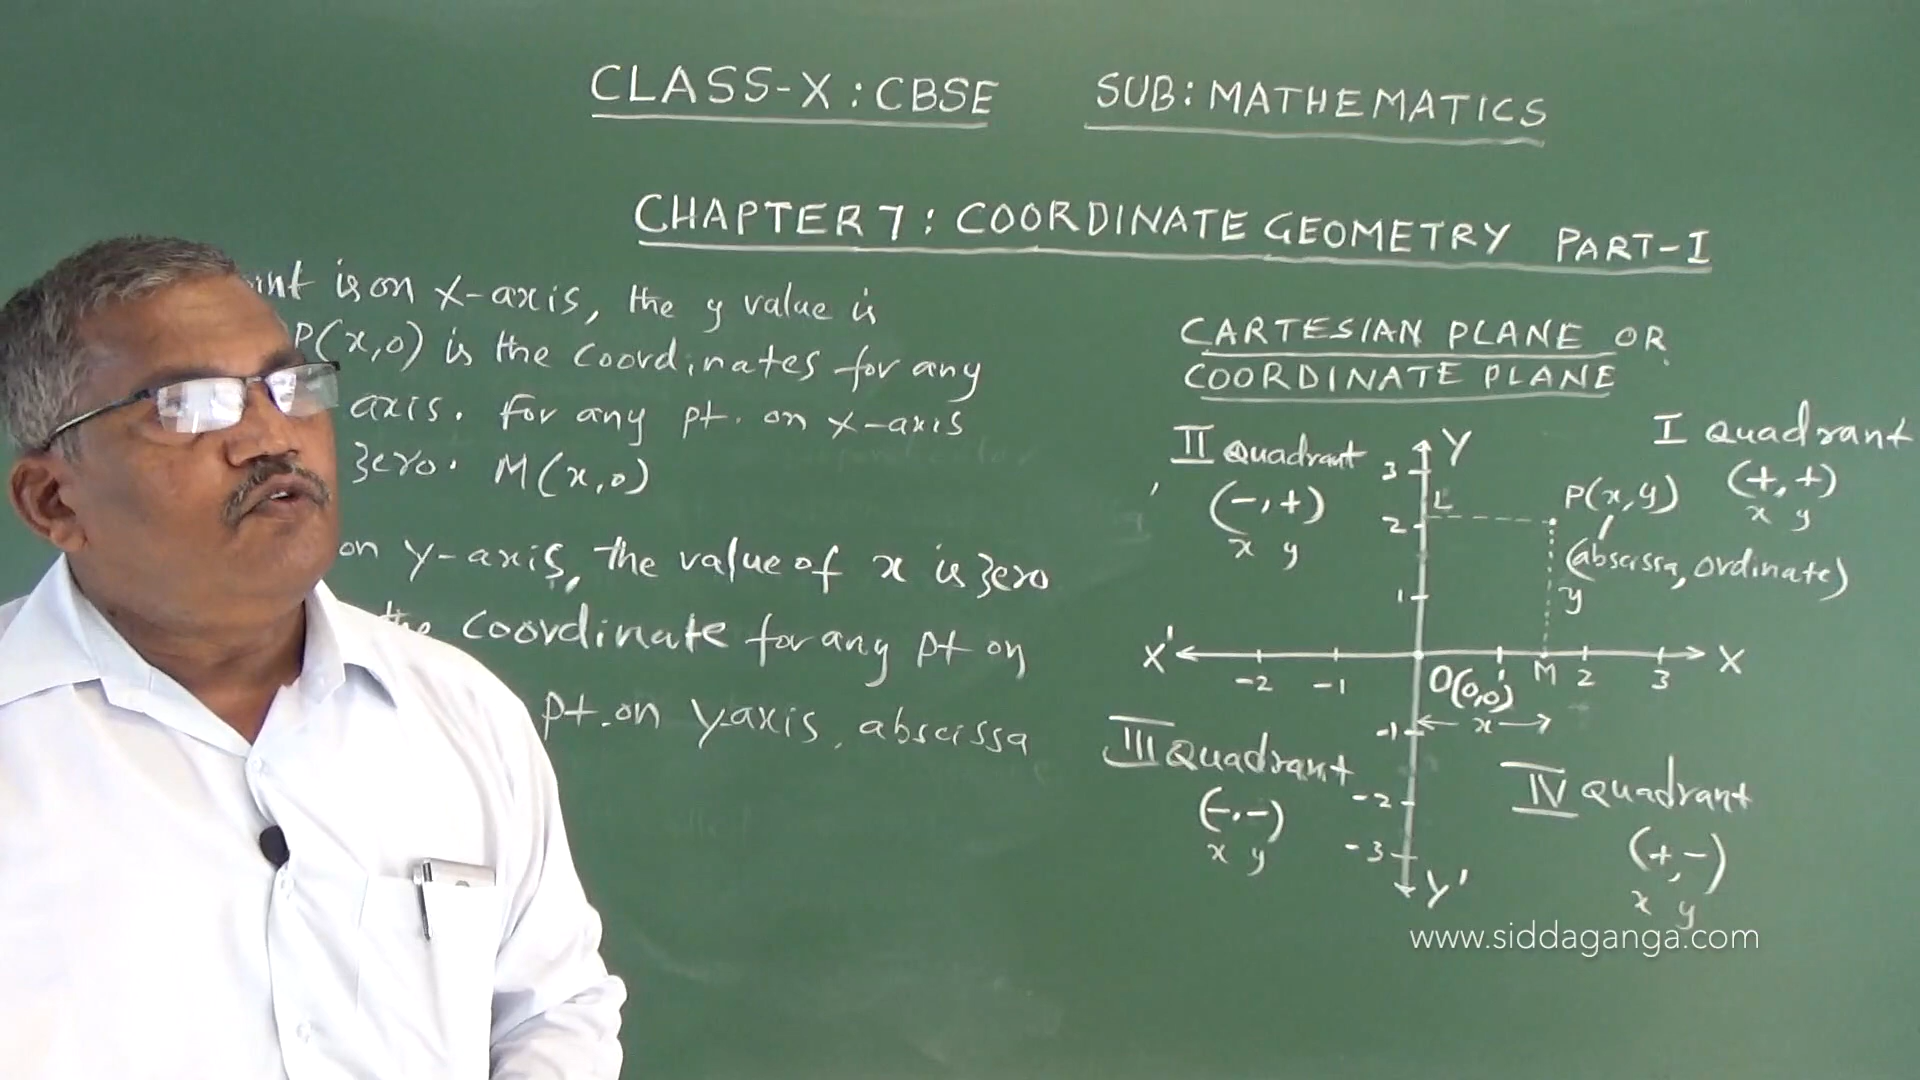 CLASS-X : CBSE
SUB: MATHEMATICS
CHAPTER 7 : COORDINATE GEOMETRY PART-I
is on X-axis, the y value is
P(x,0) is the coordinates for any
axis. for any pt. on X-axis
zero. M(x,0)
on Y-axis, the value of x is zero
the coordinate for any pt on
pt. on Yaxis, abscissa
CARTESIAN PLANE OR
COORDINATE PLANE
II Quadrant
(-,+)
x y
I Quadrant
(+,+)
x y
Y
3
L
2
1
P(x,y)
(abscissa, ordinate)
y
X'
-2
-1
O(0,0)
1
M
2
3
X
x
-1
-2
-3
Y'
III Quadrant
(-,-)
x y
IV Quadrant
(+,-)
x y
www.siddaganga.com